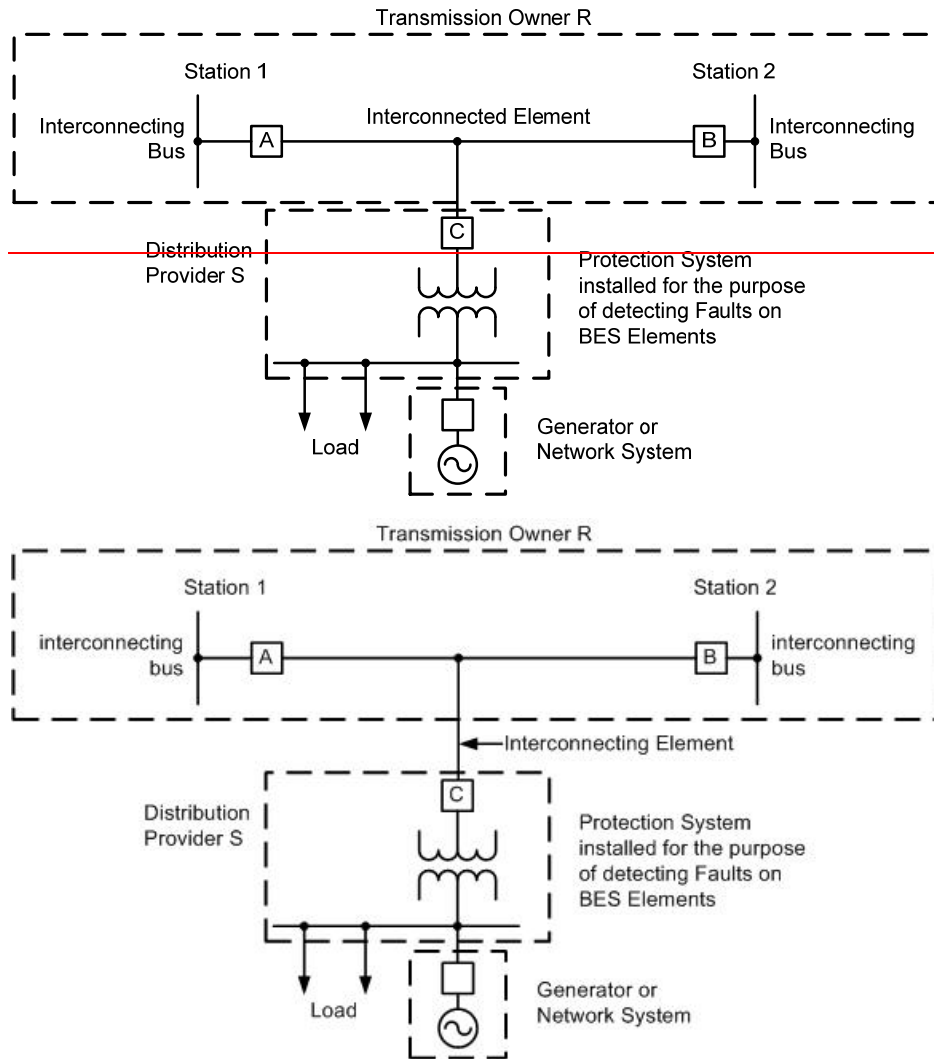 Transmission Owner R
Station 1
Station 2
Interconnecting
Bus
A
Interconnected Element
B
Interconnecting
Bus
C
Distribution
Provider S
Protection System
installed for the purpose
of detecting Faults on
BES Elements
Load
Generator or
Network System
Transmission Owner R
Station 1
Station 2
interconnecting
bus
A
B
interconnecting
bus
Interconnecting Element
C
Distribution
Provider S
Protection System
installed for the purpose
of detecting Faults on
BES Elements
Load
Generator or
Network System